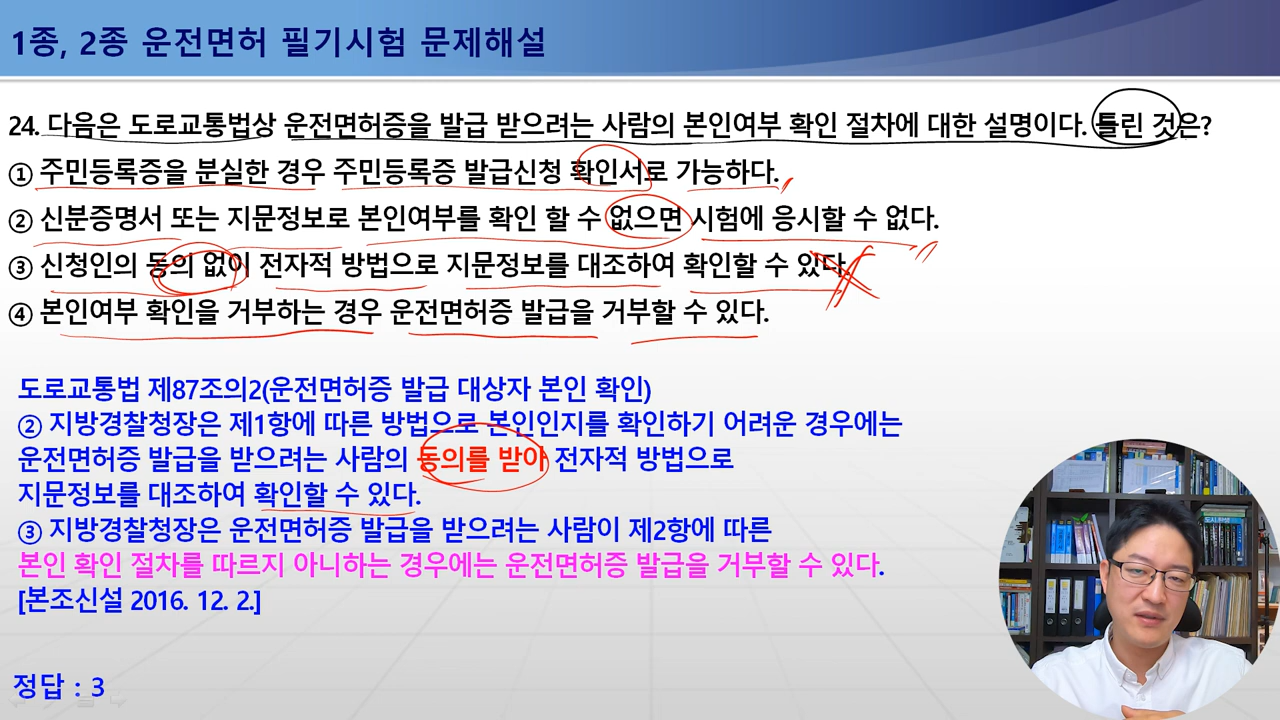 1종, 2종 운전면허 필기시험 문제해설
24. 다음은 도로교통법상 운전면허증을 발급 받으려는 사람의 본인여부 확인 절차에 대한 설명이다. 틀린 것은?
① 주민등록증을 분실한 경우 주민등록증 발급신청 확인서로 가능하다.
② 신분증명서 또는 지문정보로 본인여부를 확인 할 수 없으면 시험에 응시할 수 없다.
③ 신청인의 동의 없이 전자적 방법으로 지문정보를 대조하여 확인할 수 있다.
④ 본인여부 확인을 거부하는 경우 운전면허증 발급을 거부할 수 있다.
도로교통법 제87조의2(운전면허증 발급 대상자 본인 확인)
② 지방경찰청장은 제1항에 따른 방법으로 본인인지를 확인하기 어려운 경우에는
운전면허증 발급을 받으려는 사람의 동의를 받아 전자적 방법으로
지문정보를 대조하여 확인할 수 있다.
③ 지방경찰청장은 운전면허증 발급을 받으려는 사람이 제2항에 따른
본인 확인 절차를 따르지 아니하는 경우에는 운전면허증 발급을 거부할 수 있다.
[본조신설 2016. 12. 2.]
정답 : 3